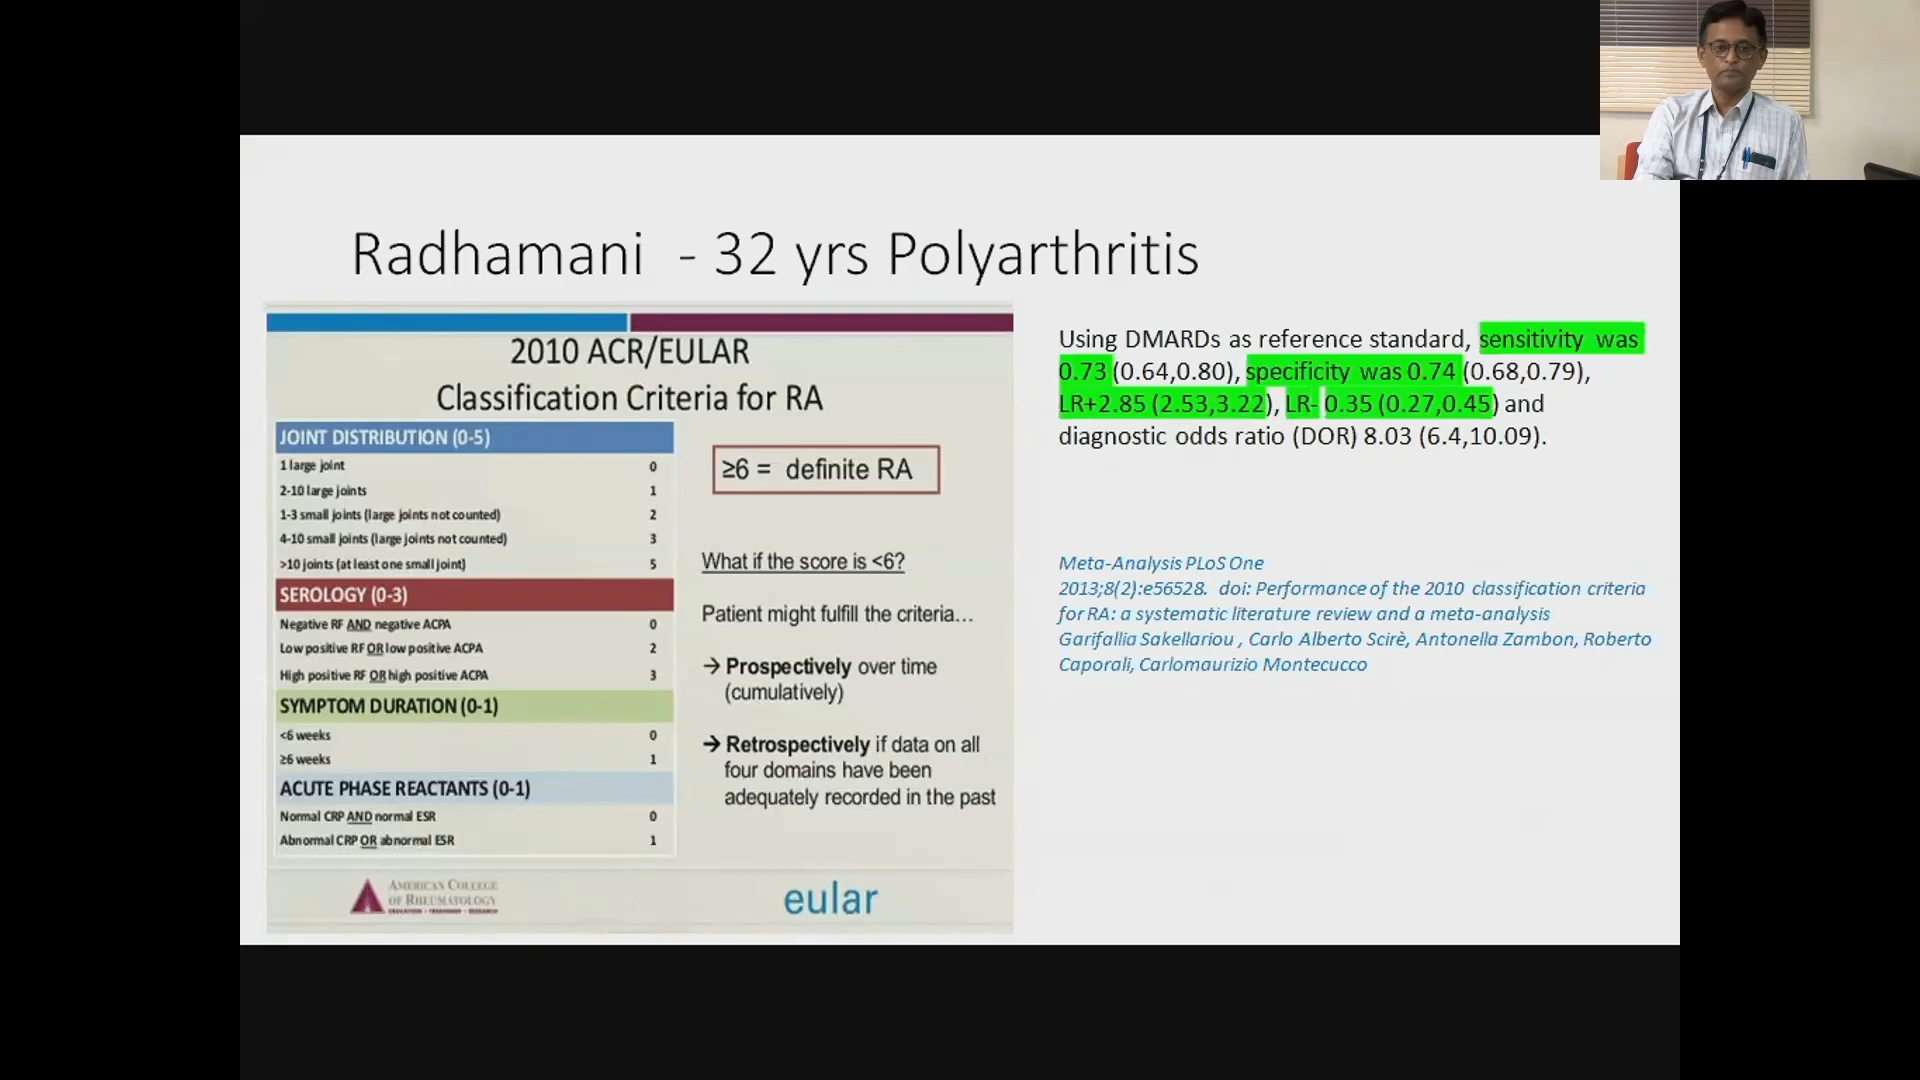 Radhamani - 32 yrs Polyarthritis
2010 ACR/EULAR
Classification Criteria for RA
JOINT DISTRIBUTION (0-5)
1 large joint 0
2-10 large joints 1
1-3 small joints (large joints not counted) 2
4-10 small joints (large joints not counted) 3
>10 joints (at least one small joint) 5
SEROLOGY (0-3)
Negative RF AND negative ACPA 0
Low positive RF OR low positive ACPA 2
High positive RF OR high positive ACPA 3
SYMPTOM DURATION (0-1)
<6 weeks 0
≥6 weeks 1
ACUTE PHASE REACTANTS (0-1)
Normal CRP AND normal ESR 0
Abnormal CRP OR abnormal ESR 1
≥6 = definite RA
What if the score is <6?
Patient might fulfill the criteria...
→ Prospectively over time
(cumulatively)
→ Retrospectively if data on all
four domains have been
adequately recorded in the past
AMERICAN COLLEGE
OF RHEUMATOLOGY
EDUCATION · TREATMENT · RESEARCH
eular
Using DMARDs as reference standard, sensitivity was
0.73 (0.64,0.80), specificity was 0.74 (0.68,0.79),
LR+2.85 (2.53,3.22), LR- 0.35 (0.27,0.45) and
diagnostic odds ratio (DOR) 8.03 (6.4,10.09).
Meta-Analysis PLoS One
2013;8(2):e56528. doi: Performance of the 2010 classification criteria
for RA: a systematic literature review and a meta-analysis
Garifallia Sakellariou , Carlo Alberto Scirè, Antonella Zambon, Roberto
Caporali, Carlomaurizio Montecucco